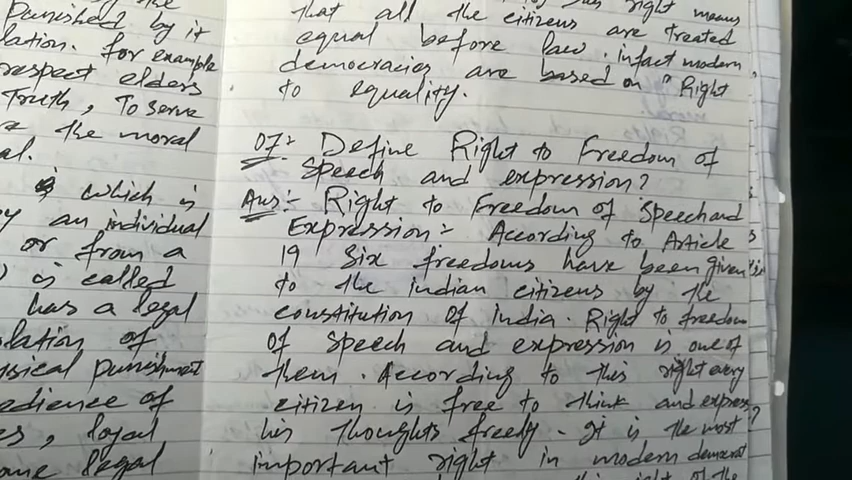 Punished by it
lation. for example
respect elders
Truth, To serve
the moral
al.
which is
an individual
or from a
is called
has a legal
lation of
sical punishment
edience of
es, loyal
ome legal
right means
that all the citizens are treated
equal before law. infact modern
democracies are based on "Right
to equality.
Q7:- Define Right to Freedom of
Speech and expression?
Ans:- Right to Freedom of Speech and
Expression:- According to Article
19 Six freedoms have been given
to the indian citizens by the
constitution of india. Right to freedom
of speech and expression is one of
them. According to this right every
citizen is free to think and express
his thoughts freely. It is the most
important right in modern democrat